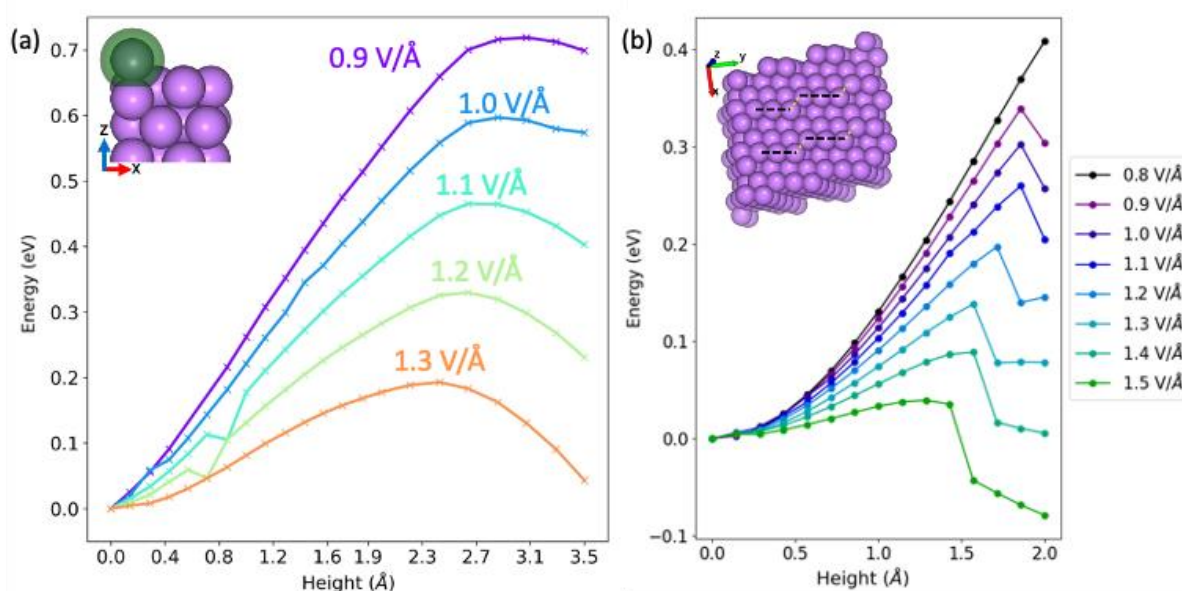 (a)
Z
X
0.9 V/Å
1.0 V/Å
1.1 V/Å
1.2 V/Å
1.3 V/Å
Energy (eV)
0.7
0.6
0.5
0.4
0.3
0.2
0.1
0.0
0.0 0.4 0.8 1.2 1.6 1.9 2.3 2.7 3.1 3.5
Height (Å)
(b)
z
y
x
Energy (eV)
0.4
0.3
0.2
0.1
0.0
−0.1
0.0 0.5 1.0 1.5 2.0
Height (Å)
0.8 V/Å
0.9 V/Å
1.0 V/Å
1.1 V/Å
1.2 V/Å
1.3 V/Å
1.4 V/Å
1.5 V/Å